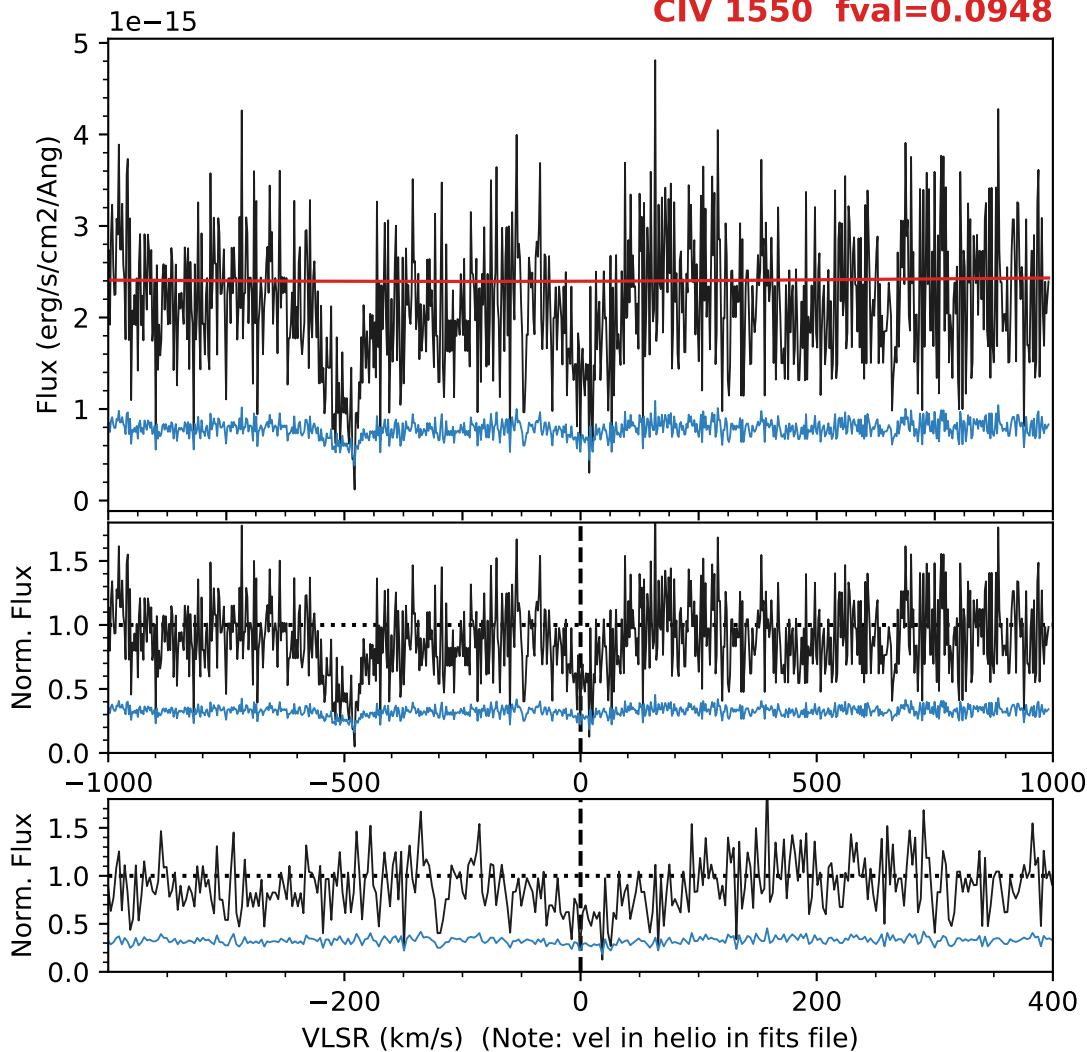 CIV 1550 fval=0.0948
1e−15
5
4
3
2
1
0
Flux (erg/s/cm2/Ang)
1.5
1.0
0.5
0.0
Norm. Flux
−1000 −500 0 500 1000
1.5
1.0
0.5
0.0
Norm. Flux
−200 0 200 400
VLSR (km/s) (Note: vel in helio in fits file)